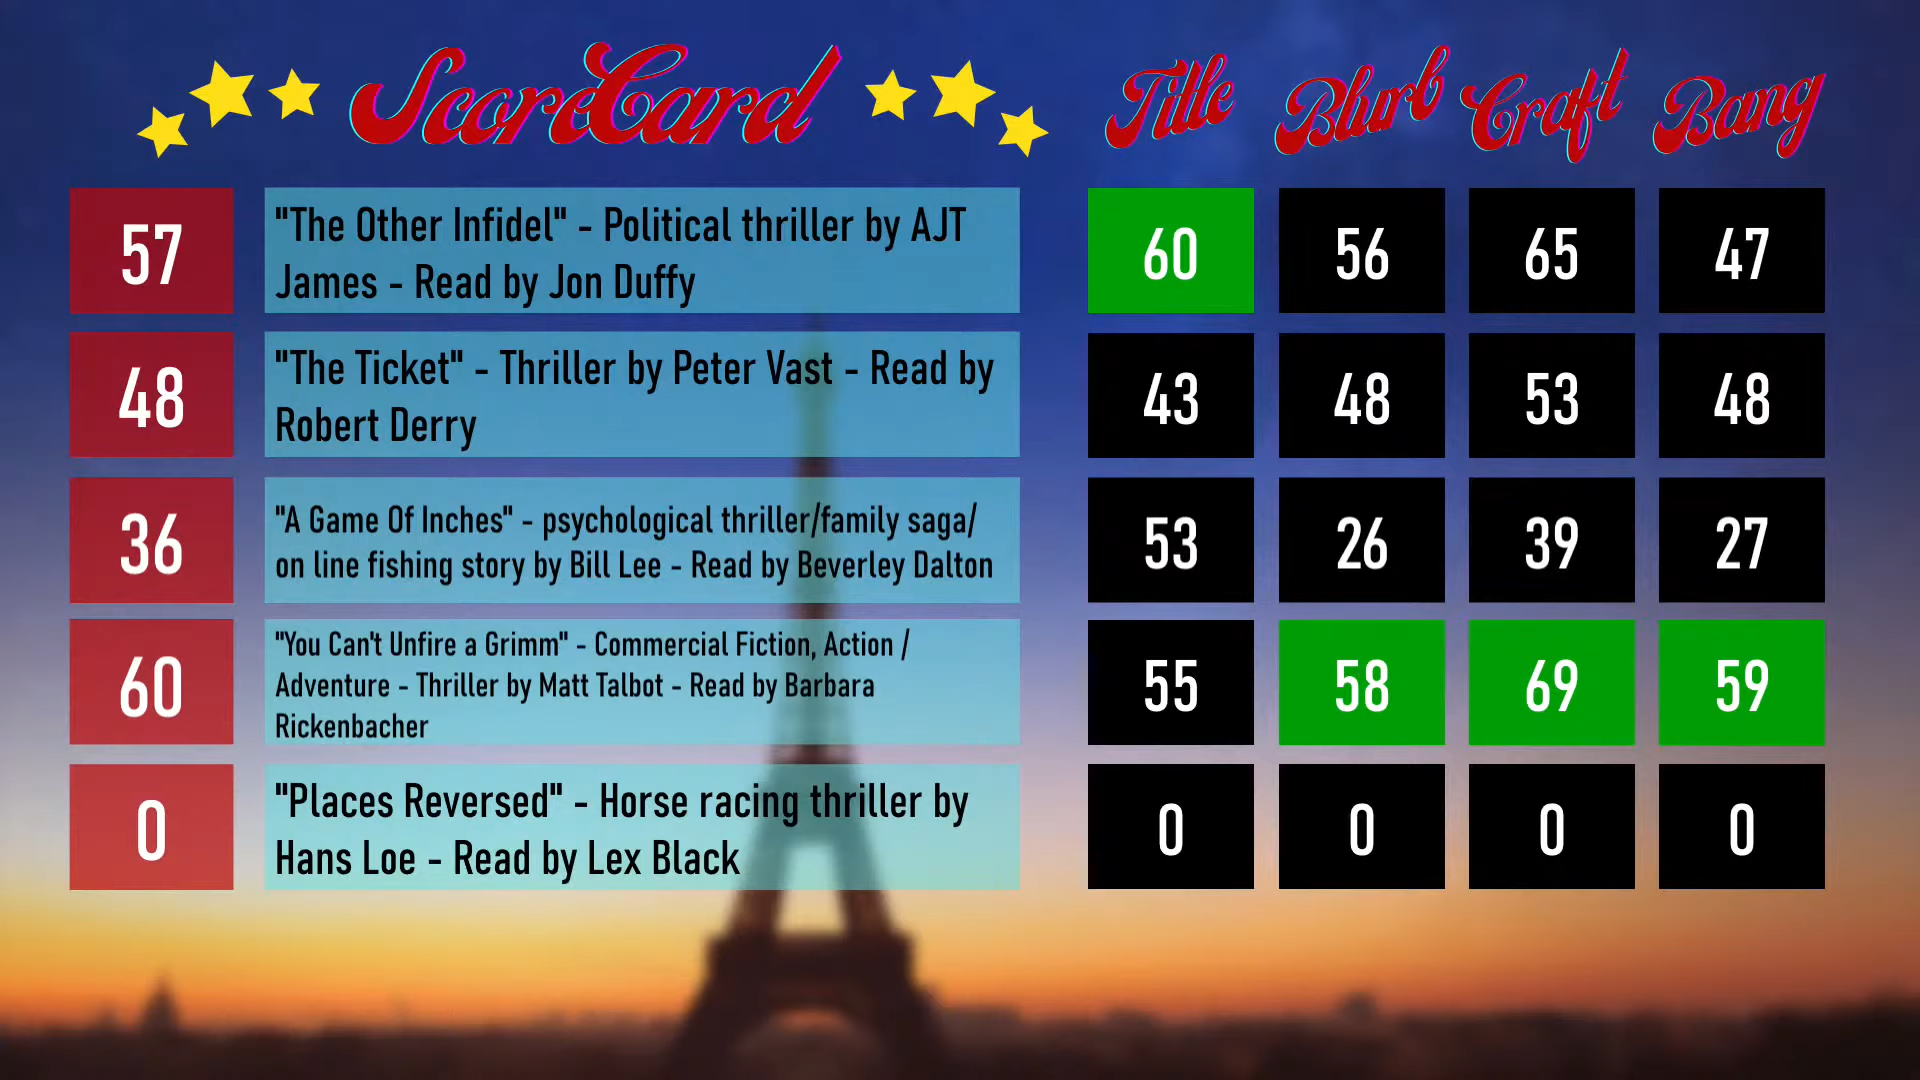 ScoreCard Title Blurb Craft Bang
57 "The Other Infidel" - Political thriller by AJT 60 56 65 47
James - Read by Jon Duffy
48 "The Ticket" - Thriller by Peter Vast - Read by 43 48 53 48
Robert Derry
36 "A Game Of Inches" - psychological thriller/family saga/ 53 26 39 27
on line fishing story by Bill Lee - Read by Beverley Dalton
60 "You Can't Unfire a Grimm" - Commercial Fiction, Action / 55 58 69 59
Adventure - Thriller by Matt Talbot - Read by Barbara
Rickenbacher
0 "Places Reversed" - Horse racing thriller by 0 0 0 0
Hans Loe - Read by Lex Black